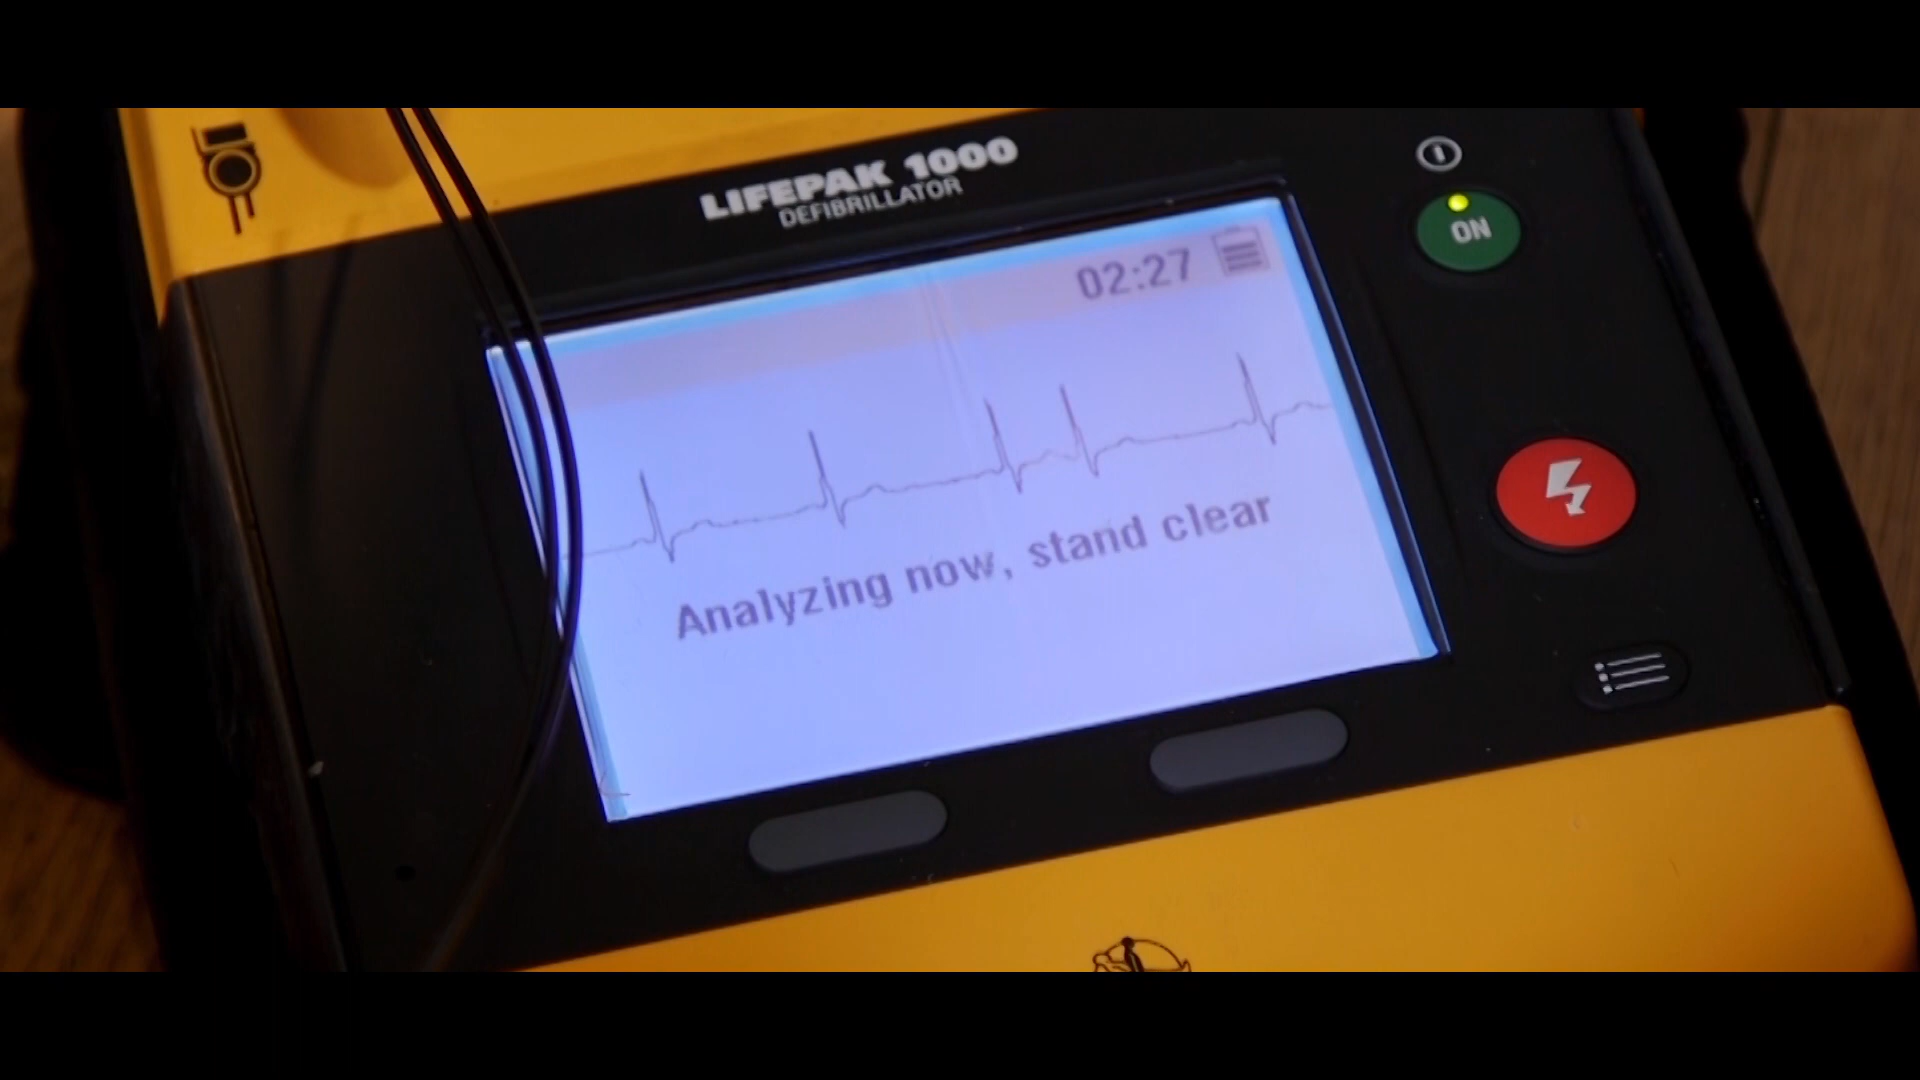 LIFEPAK 1000
DEFIBRILLATOR
ON
02:27
Analyzing now, stand clear